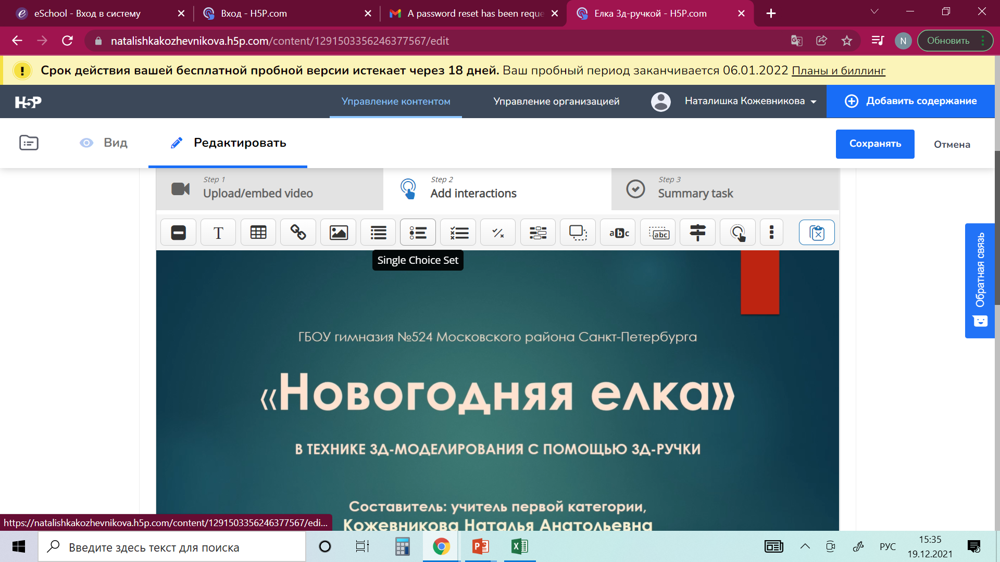 eSchool - Вход в систему
Вход - H5P.com
A password reset has been reque
Елка 3д-ручкой - H5P.com
natalishkakozhevnikova.h5p.com/content/1291503356246377567/edit
N
Обновить
Срок действия вашей бесплатной пробной версии истекает через 18 дней. Ваш пробный период заканчивается 06.01.2022 Планы и биллинг
H5P
Управление контентом
Управление организацией
Наталишка Кожевникова
Добавить содержание
Вид
Редактировать
Сохранять
Отмена
Step 1
Upload/embed video
Step 2
Add interactions
Step 3
Summary task
T
abc
abc
Single Choice Set
Обратная связь
ГБОУ гимназия №524 Московского района Санкт-Петербурга
«Новогодняя елка»
В ТЕХНИКЕ 3Д-МОДЕЛИРОВАНИЯ С ПОМОЩЬЮ 3Д-РУЧКИ
Составитель: учитель первой категории,
Кожевникова Наталья Анатольевна
https://natalishkakozhevnikova.h5p.com/content/1291503356246377567/edi...
Введите здесь текст для поиска
РУС
15:35
19.12.2021